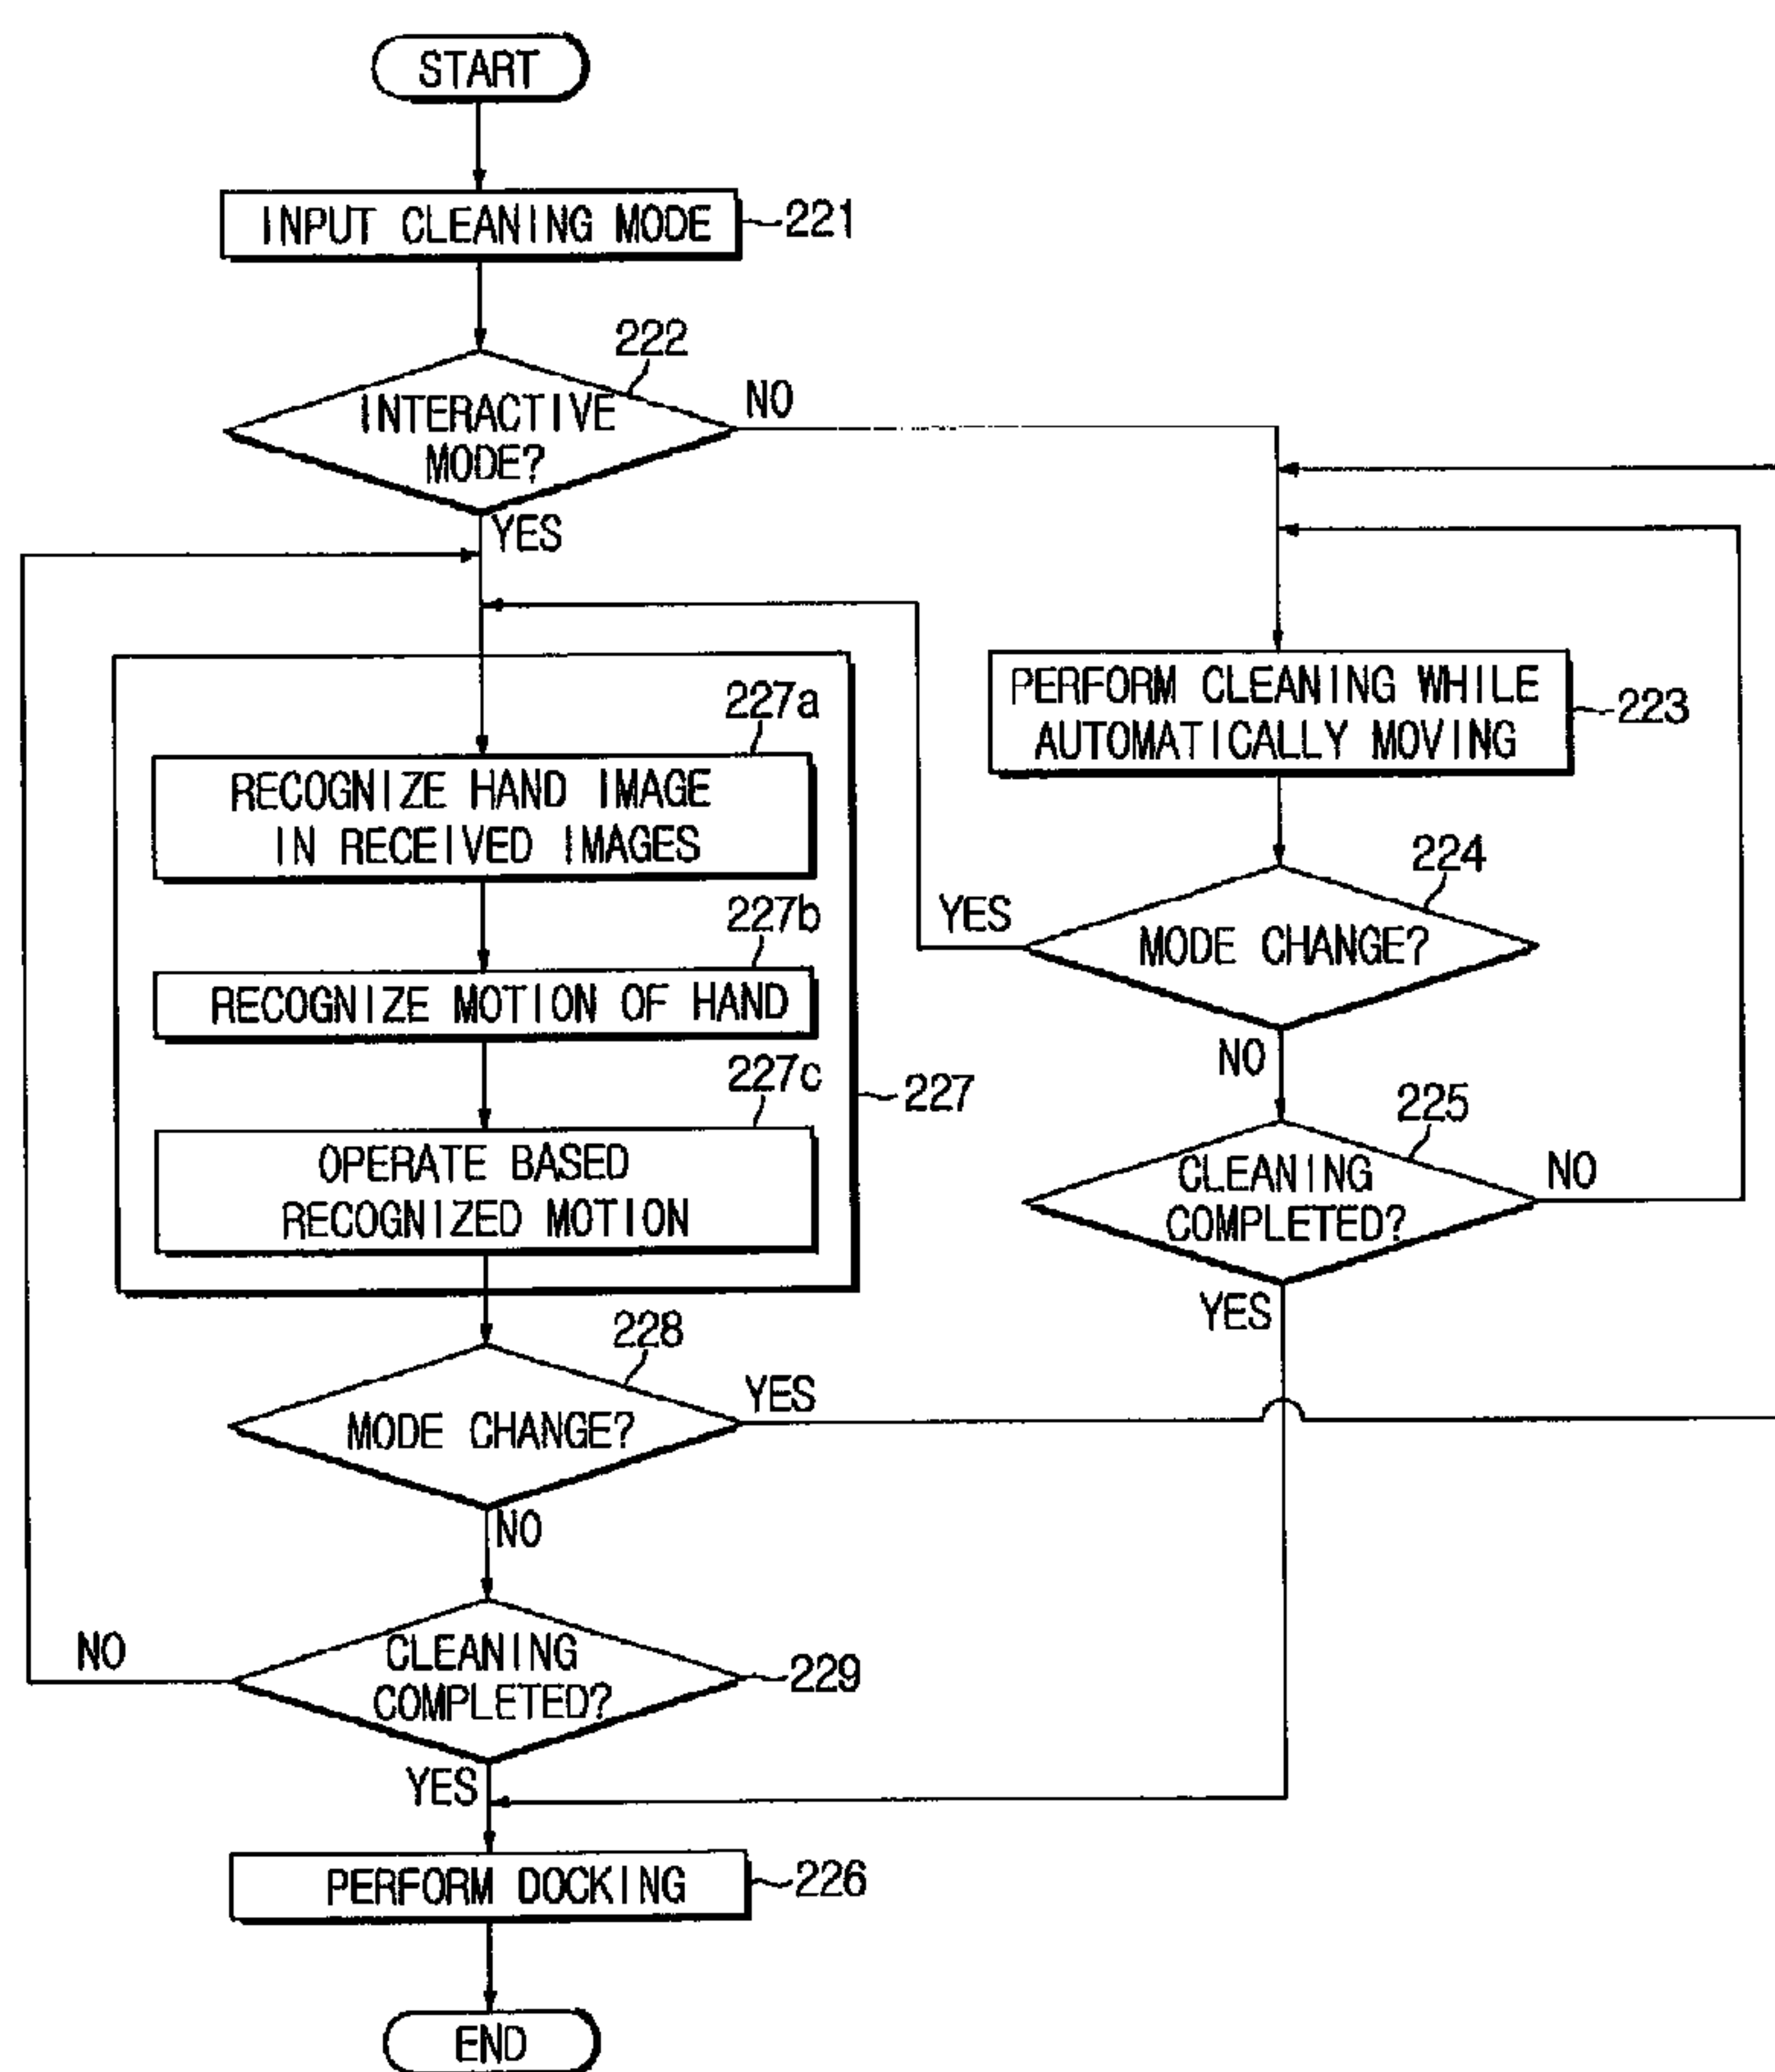 START
INPUT CLEANING MODE
221
222
INTERACTIVE
MODE?
NO
YES
227a
RECOGNIZE HAND IMAGE
IN RECEIVED IMAGES
227b
RECOGNIZE MOTION OF HAND
227c
OPERATE BASED
RECOGNIZED MOTION
227
PERFORM CLEANING WHILE
AUTOMATICALLY MOVING
223
224
YES
MODE CHANGE?
NO
225
CLEANING
COMPLETED?
NO
YES
228
MODE CHANGE?
YES
NO
CLEANING
COMPLETED?
229
NO
YES
PERFORM DOCKING
226
END